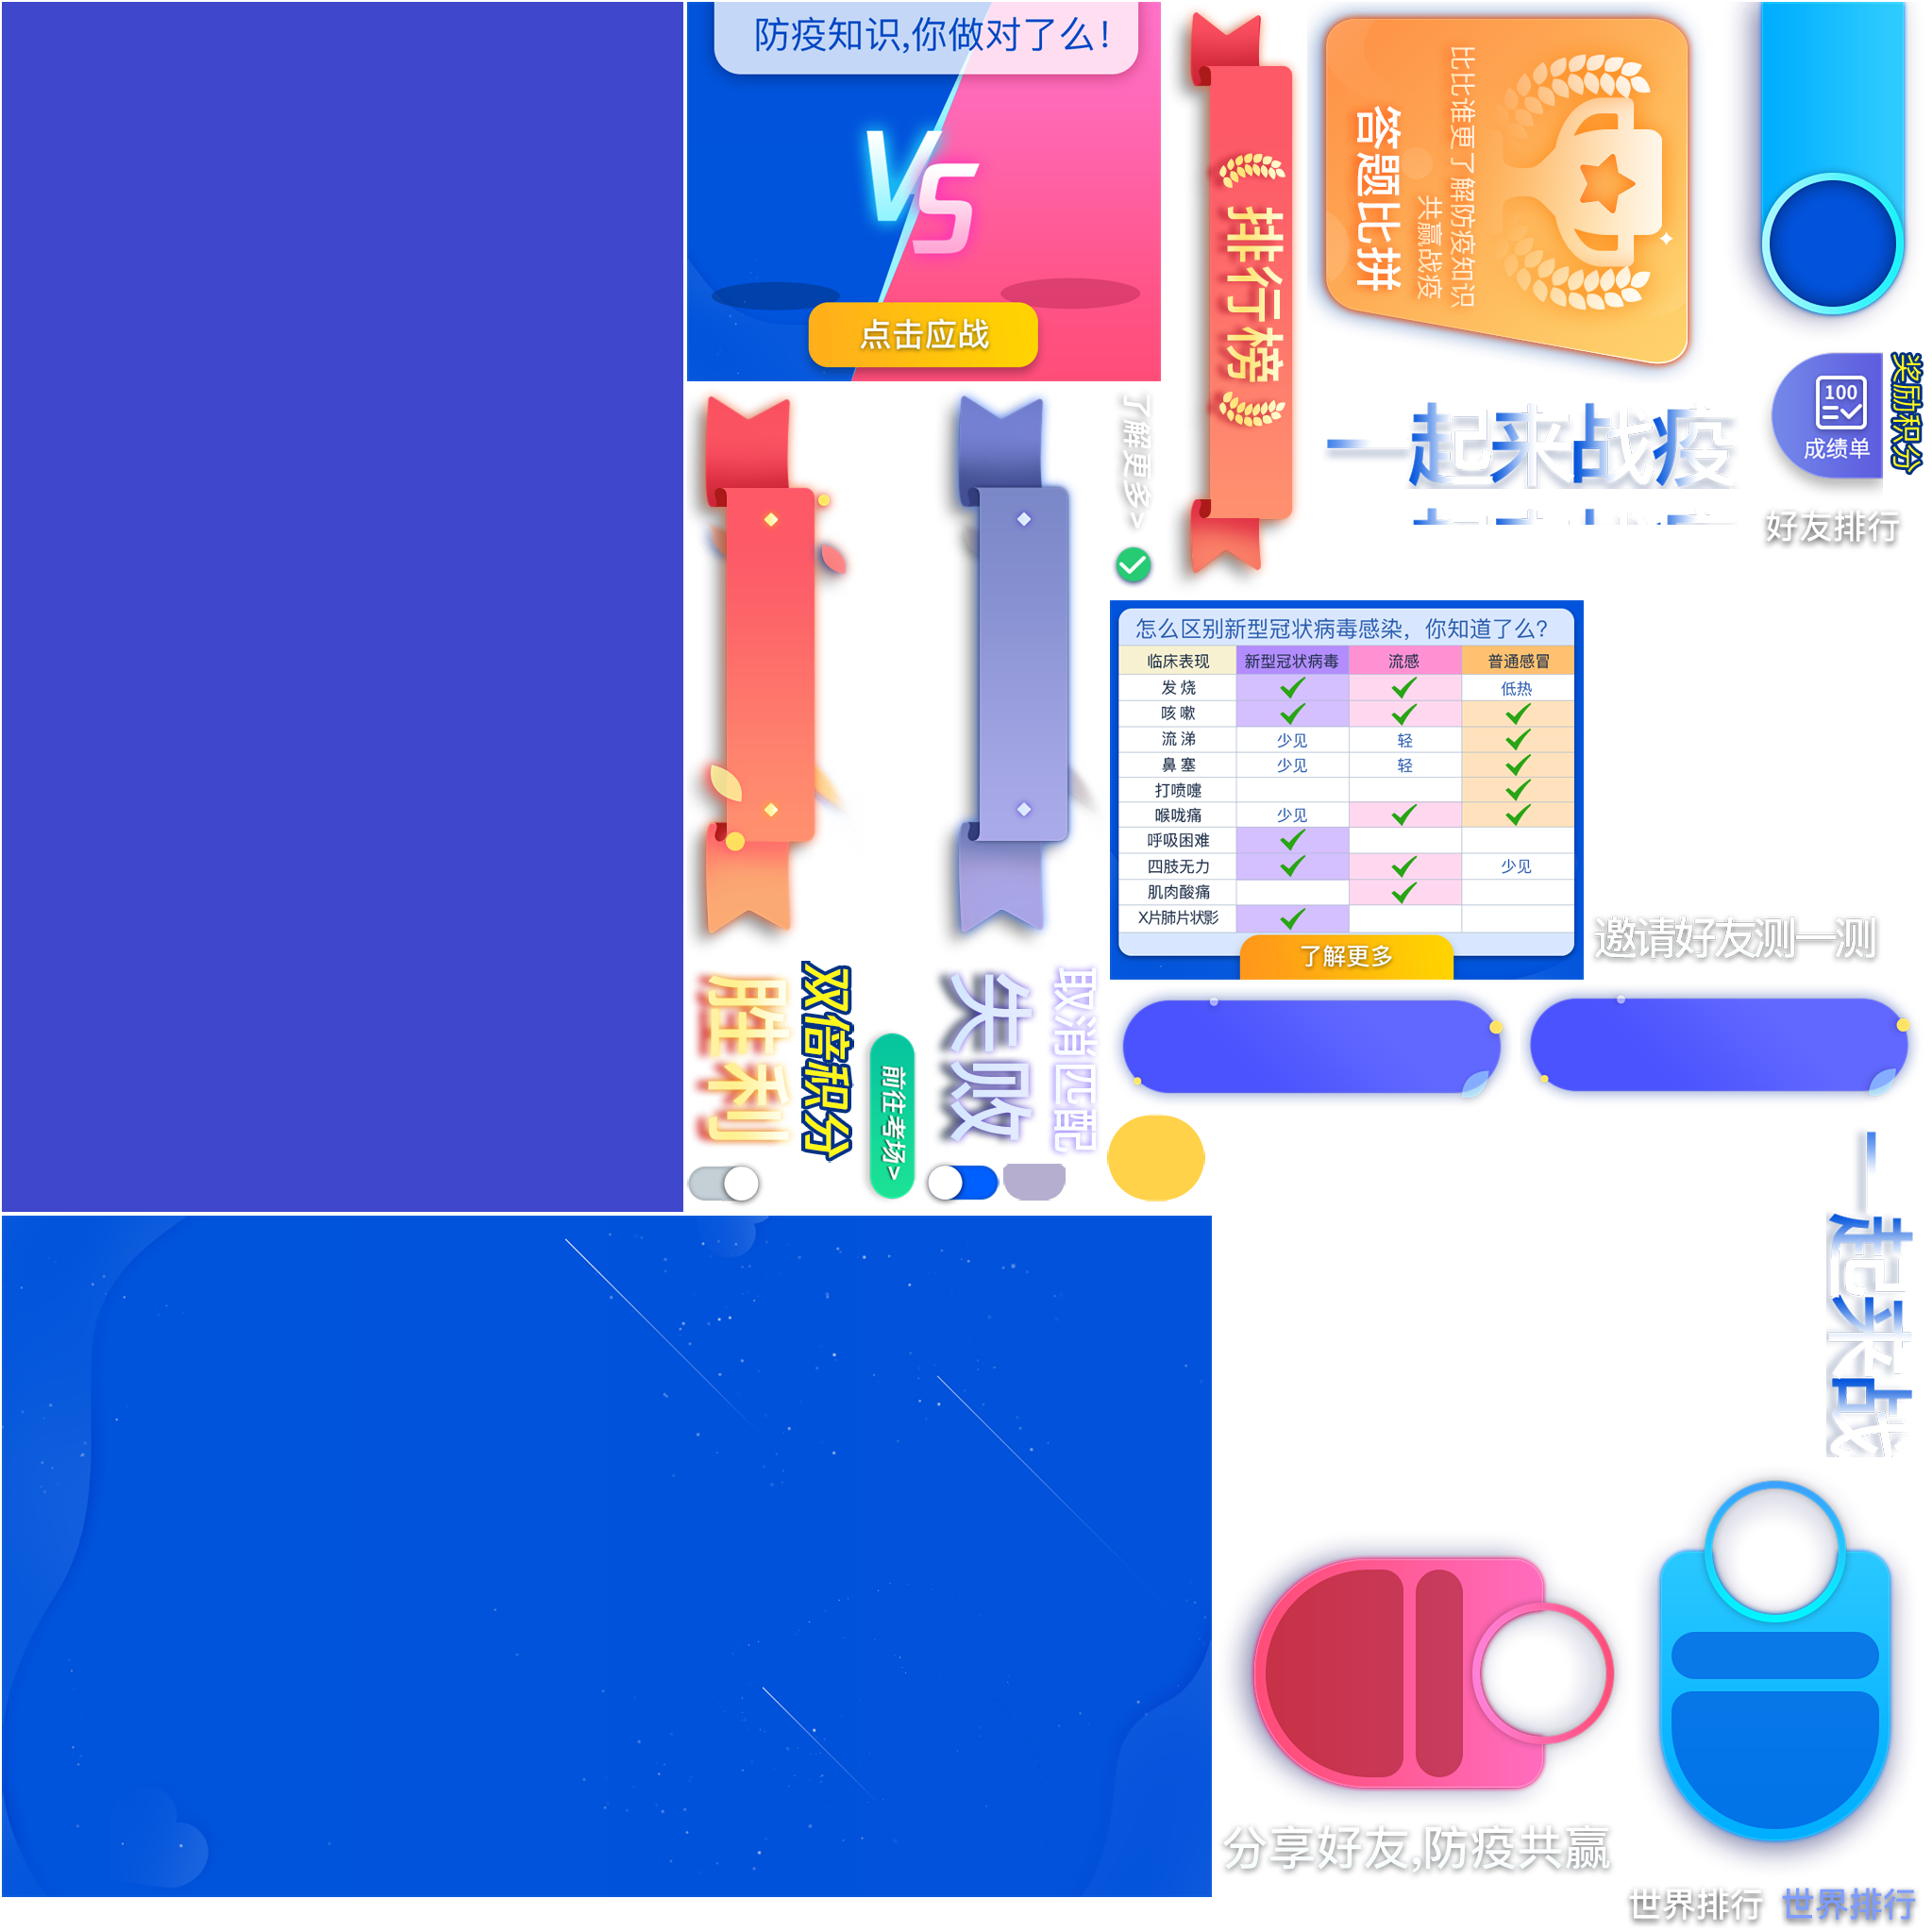 防疫知识,你做对了么!
VS
点击应战
排行榜
答题比拼
比比谁更了解防疫知识
共赢战疫
一起来战疫
100
成绩单
奖励积分
好友排行
了解更多>
怎么区别新型冠状病毒感染，你知道了么?
临床表现 新型冠状病毒 流感 普通感冒
发 烧 低热
咳 嗽
流 涕 少见 轻
鼻 塞 少见 轻
打喷嚏
喉咙痛 少见
呼吸困难
四肢无力 少见
肌肉酸痛
X片肺片状影
了解更多
邀请好友测一测
胜利
双倍积分
前往考场>
失败
取消匹配
一起来战
分享好友,防疫共赢
世界排行
世界排行